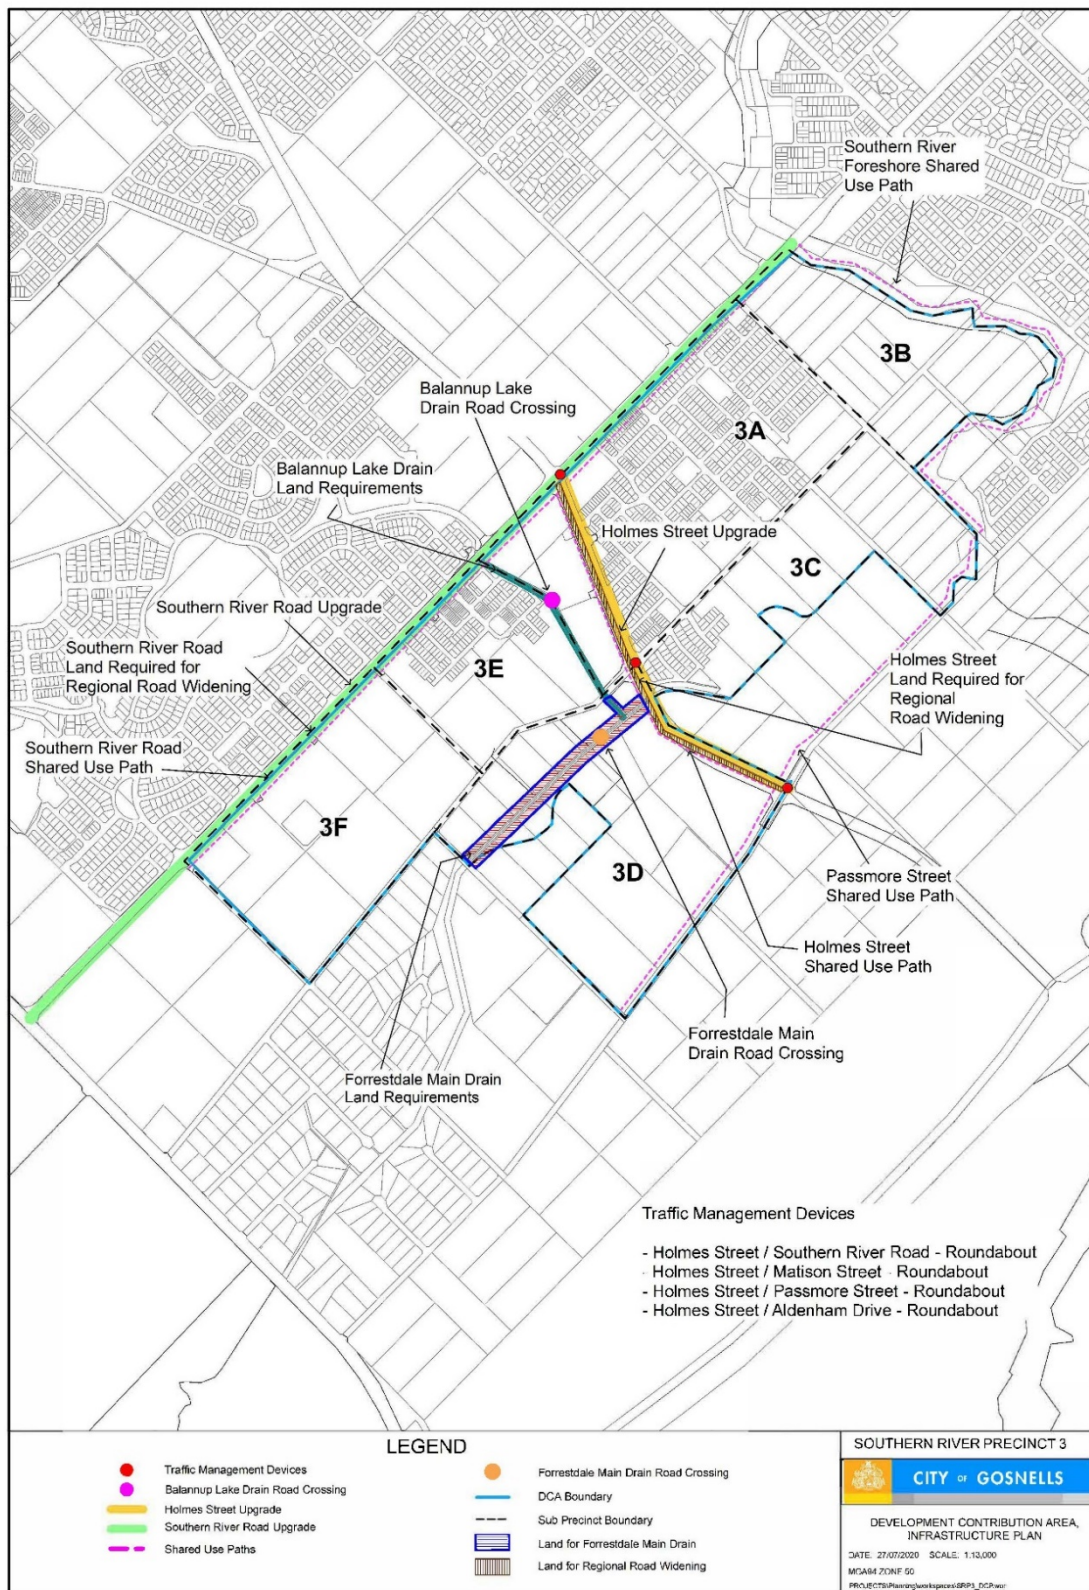 Southern River
Foreshore Shared
Use Path
3B
Balannup Lake
Drain Road Crossing
3A
Balannup Lake Drain
Land Requirements
Holmes Street Upgrade
3C
Southern River Road Upgrade
Southern River Road
Land Required for
Regional Road Widening
3E
Holmes Street
Land Required for
Regional
Road Widening
Southern River Road
Shared Use Path
3F
3D
Passmore Street
Shared Use Path
Holmes Street
Shared Use Path
Forrestdale Main
Drain Road Crossing
Forrestdale Main Drain
Land Requirements
Traffic Management Devices
- Holmes Street / Southern River Road - Roundabout
- Holmes Street / Matison Street - Roundabout
- Holmes Street / Passmore Street - Roundabout
- Holmes Street / Aldenham Drive - Roundabout
LEGEND
Traffic Management Devices
Balannup Lake Drain Road Crossing
Holmes Street Upgrade
Southern River Road Upgrade
Shared Use Paths
Forrestdale Main Drain Road Crossing
DCA Boundary
Sub Precinct Boundary
Land for Forrestdale Main Drain
Land for Regional Road Widening
SOUTHERN RIVER PRECINCT 3
CITY OF GOSNELLS
DEVELOPMENT CONTRIBUTION AREA,
INFRASTRUCTURE PLAN
DATE: 27/07/2020 SCALE: 1:13,000
MGA94 ZONE 50
PROJECTS\Planning\workspaces\SRP3_DCP.wor